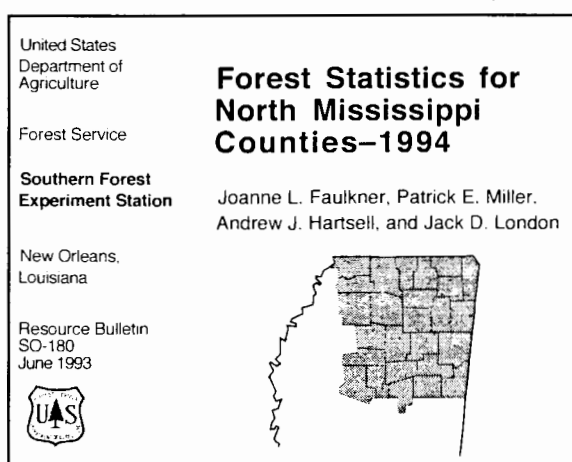 United States
Department of
Agriculture
Forest Service
Southern Forest
Experiment Station
New Orleans,
Louisiana
Resource Bulletin
SO-180
June 1993
Forest Statistics for
North Mississippi
Counties–1994
Joanne L. Faulkner, Patrick E. Miller.
Andrew J. Hartsell, and Jack D. London
U S